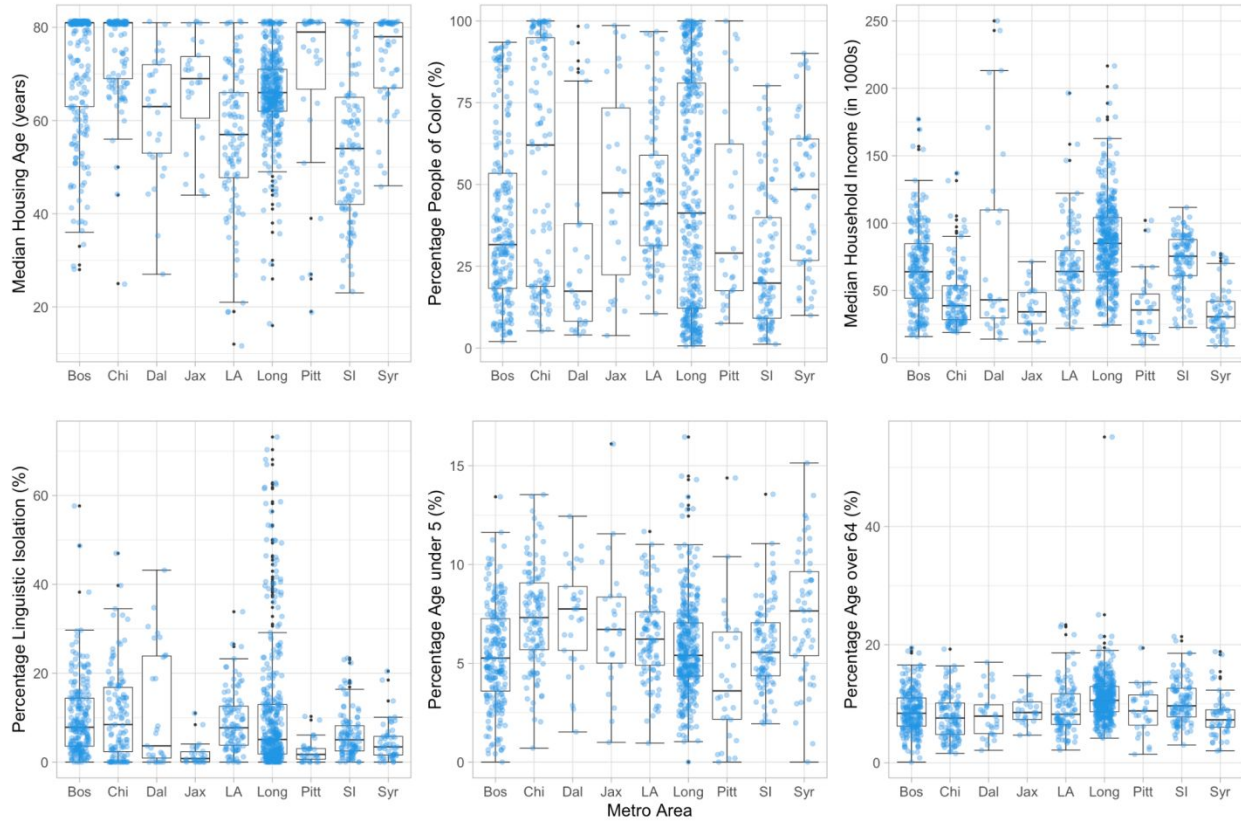 Median Housing Age (years)
80
60
40
20
Bos Chi Dal Jax LA Long Pitt SI Syr
Percentage People of Color (%)
100
75
50
25
0
Bos Chi Dal Jax LA Long Pitt SI Syr
Median Household Income (in 1000s)
250
200
150
100
50
0
Bos Chi Dal Jax LA Long Pitt SI Syr
Percentage Linguistic Isolation (%)
60
40
20
0
Bos Chi Dal Jax LA Long Pitt SI Syr
Percentage Age under 5 (%)
15
10
5
0
Bos Chi Dal Jax LA Long Pitt SI Syr
Percentage Age over 64 (%)
40
20
0
Bos Chi Dal Jax LA Long Pitt SI Syr
Metro Area